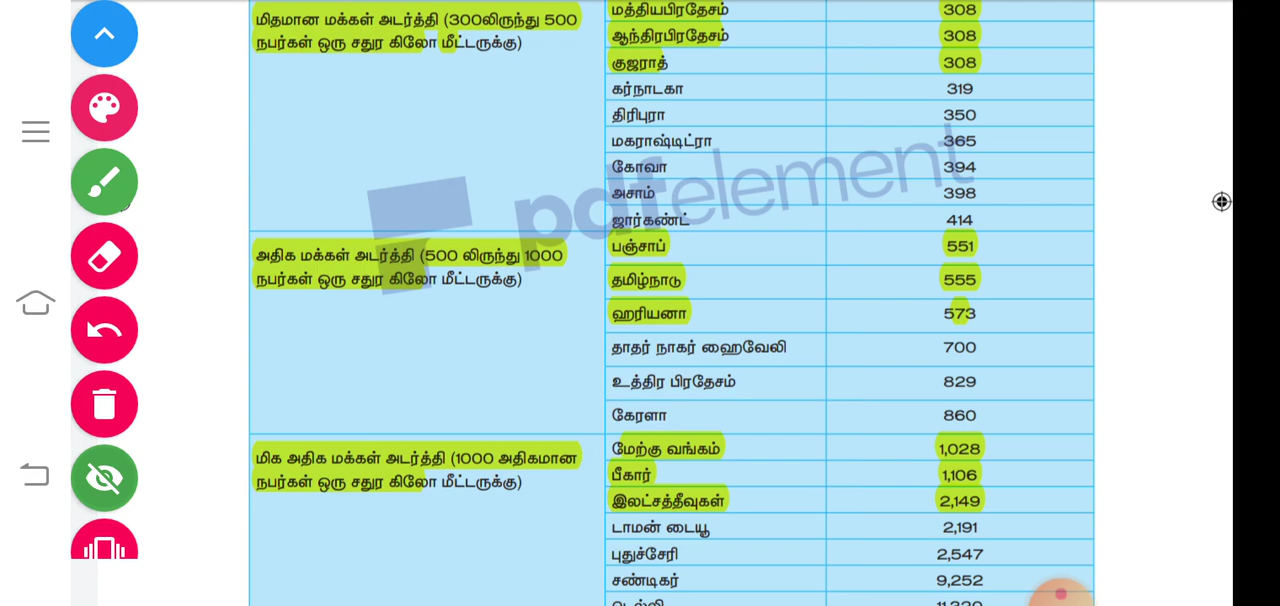 மிதமான மக்கள் அடர்த்தி (300லிருந்து 500
நபர்கள் ஒரு சதுர கிலோ மீட்டருக்கு)
மத்தியபிரதேசம் 308
ஆந்திரபிரதேசம் 308
குஜராத் 308
கர்நாடகா 319
திரிபுரா 350
மகராஷ்டிட்ரா 365
கோவா 394
அசாம் 398
ஜார்கண்ட் 414
pdfelement
அதிக மக்கள் அடர்த்தி (500 லிருந்து 1000
நபர்கள் ஒரு சதுர கிலோ மீட்டருக்கு)
பஞ்சாப் 551
தமிழ்நாடு 555
ஹரியனா 573
தாதர் நாகர் ஹைவேலி 700
உத்திர பிரதேசம் 829
கேரளா 860
மிக அதிக மக்கள் அடர்த்தி (1000 அதிகமான
நபர்கள் ஒரு சதுர கிலோ மீட்டருக்கு)
மேற்கு வங்கம் 1,028
பீகார் 1,106
இலட்சத்தீவுகள் 2,149
டாமன் டையூ 2,191
புதுச்சேரி 2,547
சண்டிகர் 9,252